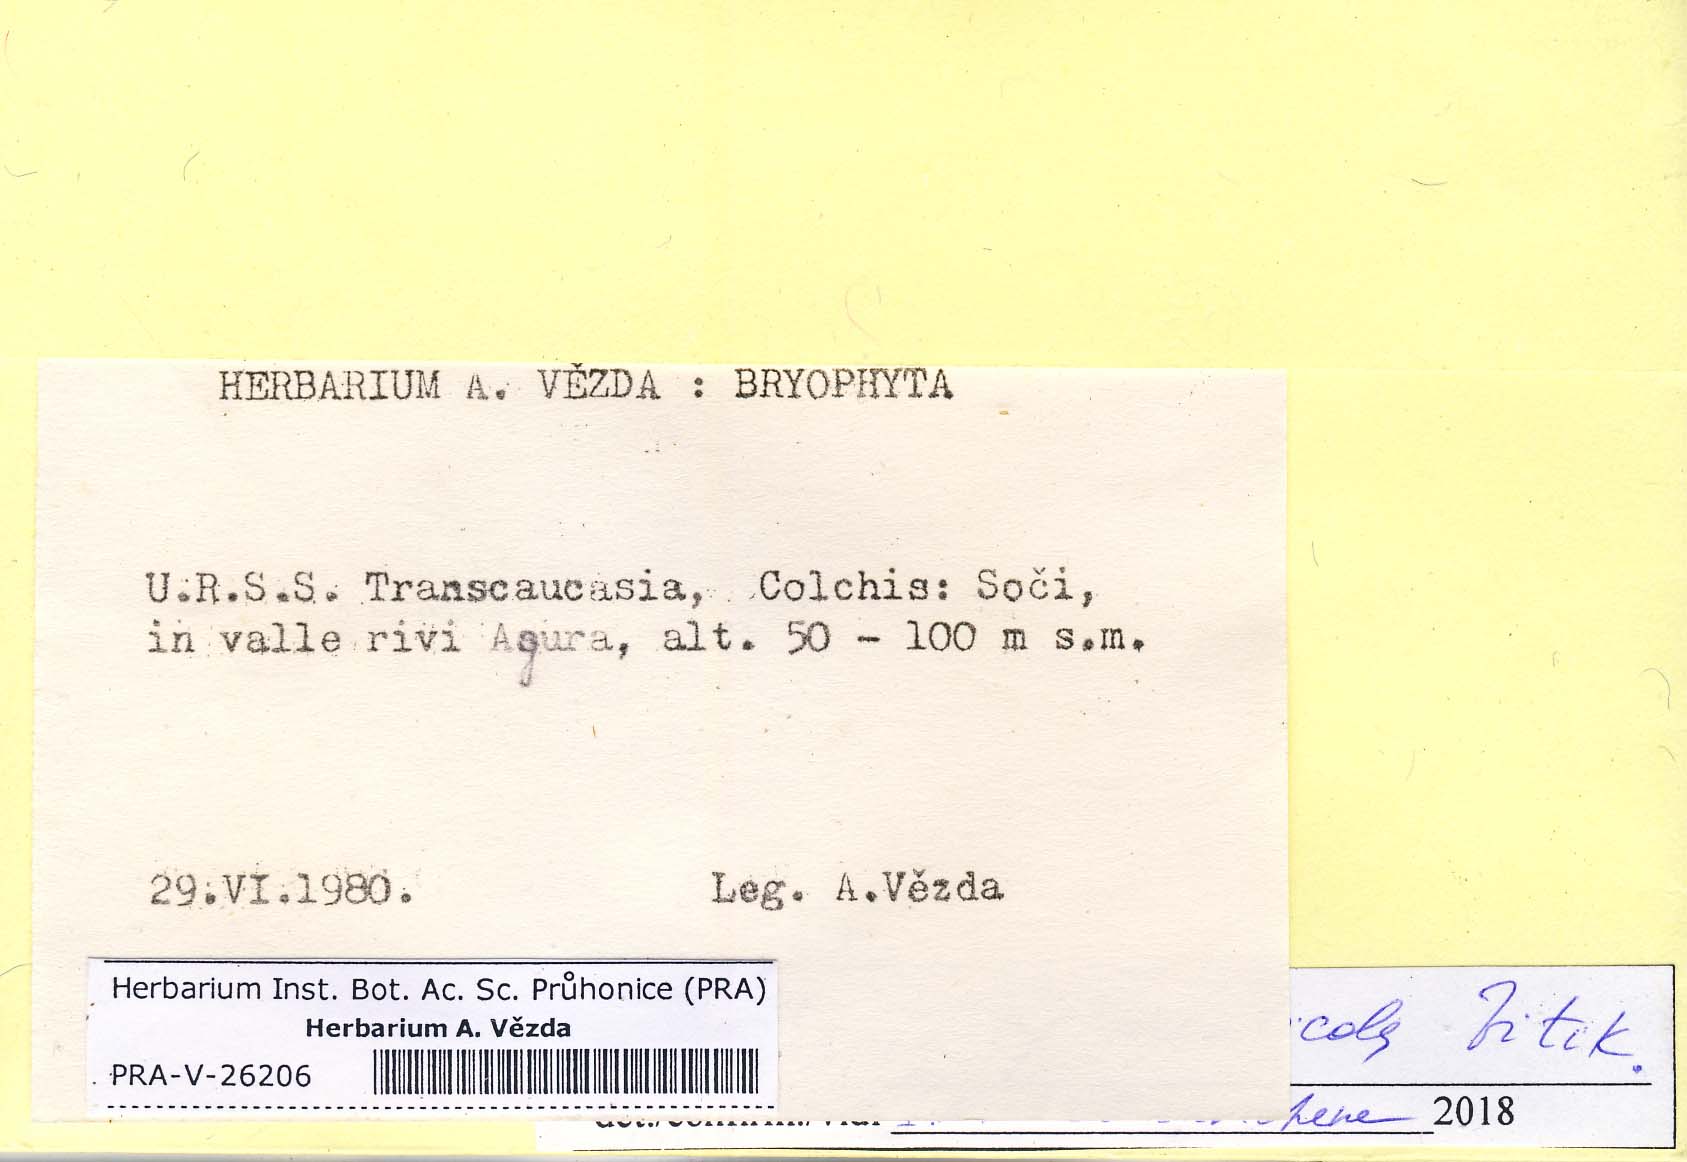 HERBARIUM A. VĚZDA : BRYOPHYTA
U.R.S.S. Transcaucasia, Colchis: Soči,
in valle rivi Agura, alt. 50 - 100 m s.m.
29.VI.1980. Leg. A.Vězda
Herbarium Inst. Bot. Ac. Sc. Průhonice (PRA)
Herbarium A. Vězda
PRA-V-26206
2018